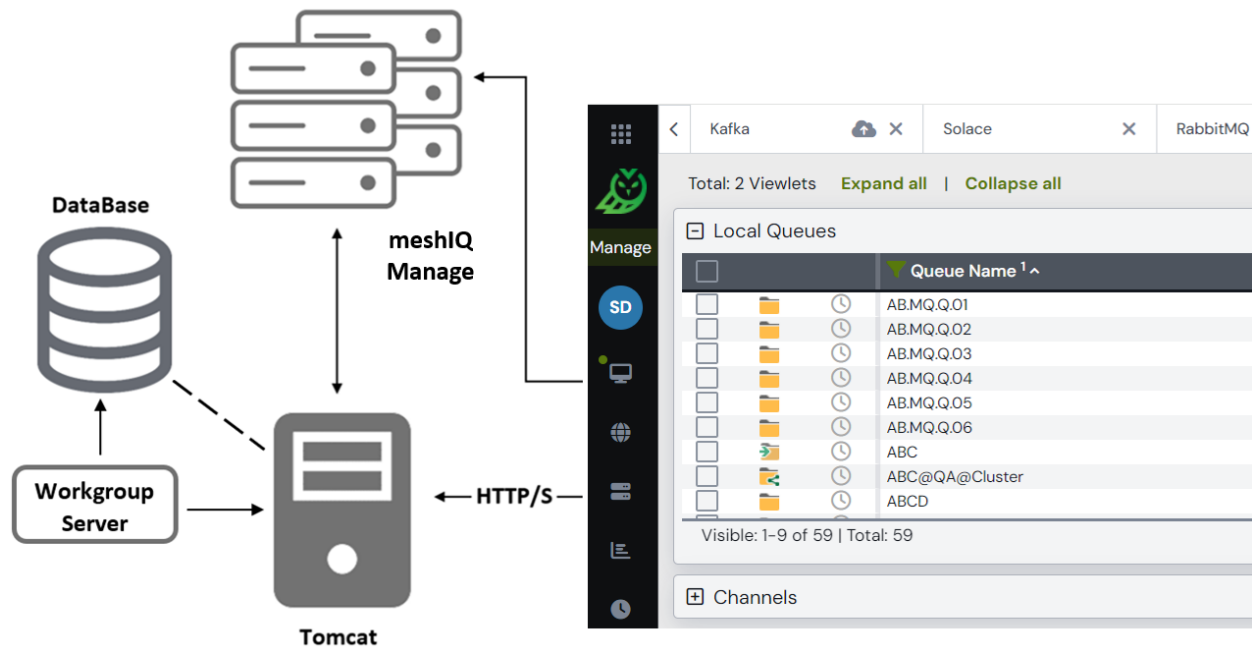 DataBase
meshIQ
Manage
Workgroup
Server
HTTP/S
Tomcat
Kafka
Solace
RabbitMQ
Total: 2 Viewlets Expand all | Collapse all
Manage
SD
Local Queues
Queue Name 1
AB.MQ.Q.01
AB.MQ.Q.02
AB.MQ.Q.03
AB.MQ.Q.04
AB.MQ.Q.05
AB.MQ.Q.06
ABC
ABC@QA@Cluster
ABCD
Visible: 1-9 of 59 | Total: 59
Channels